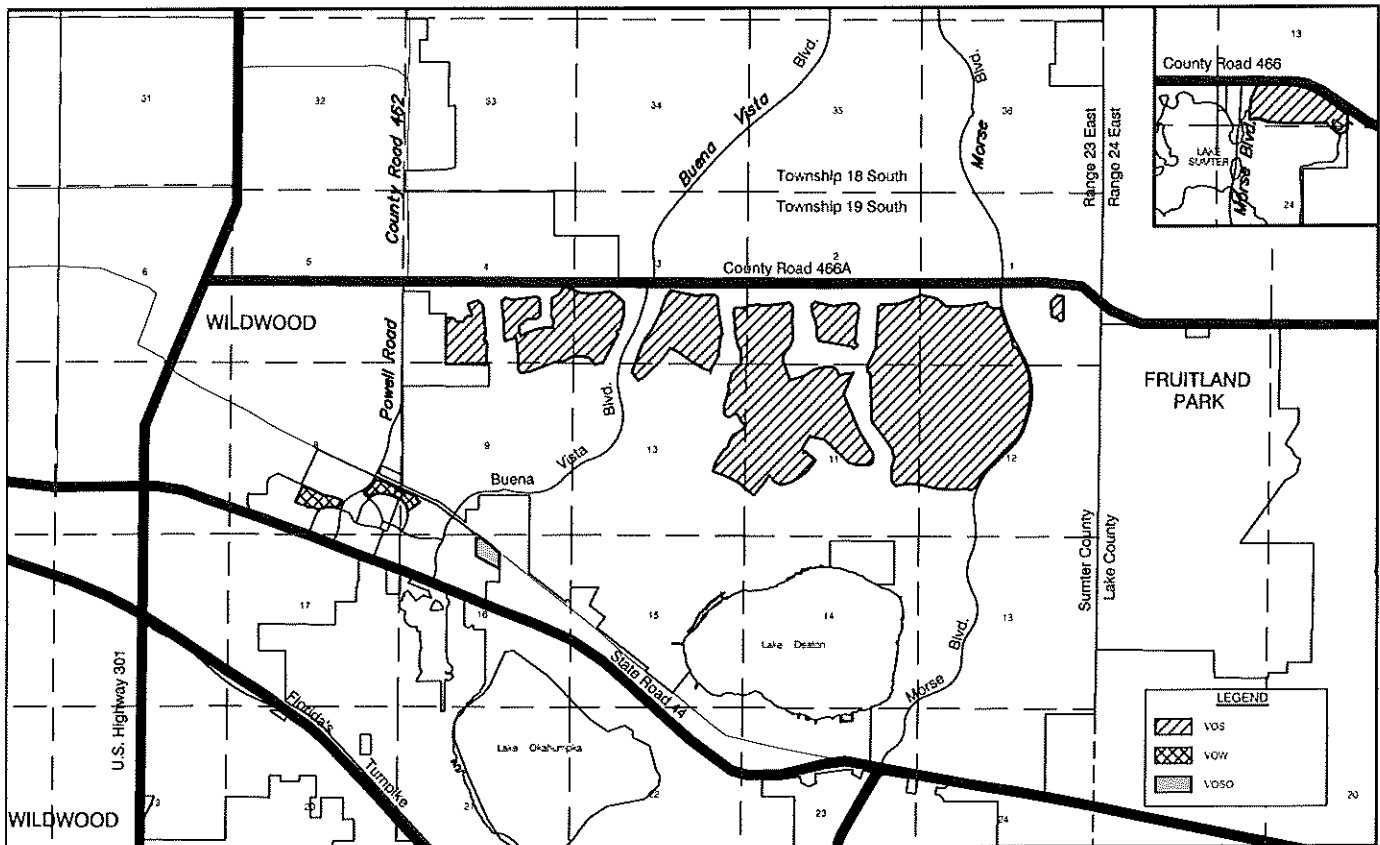 13
County Road 466
LAKE
SUMTER
Morse Blvd.
24
31
32
33
34
35
36
County Road 462
Buena Vista Blvd.
Morse Blvd.
Range 23 East
Range 24 East
Township 18 South
Township 19 South
6
5
4
3
2
1
County Road 466A
WILDWOOD
Powell Road
FRUITLAND
PARK
8
9
13
11
12
Buena Vista Blvd.
Sumter County
Lake County
17
16
15
14
13
Lake Deaton
Morse Blvd.
U.S. Highway 301
Florida's Turnpike
State Road 44
Lake Okahumpka
LEGEND
VOS
VOW
VOSO
WILDWOOD
20
21
22
23
24
20